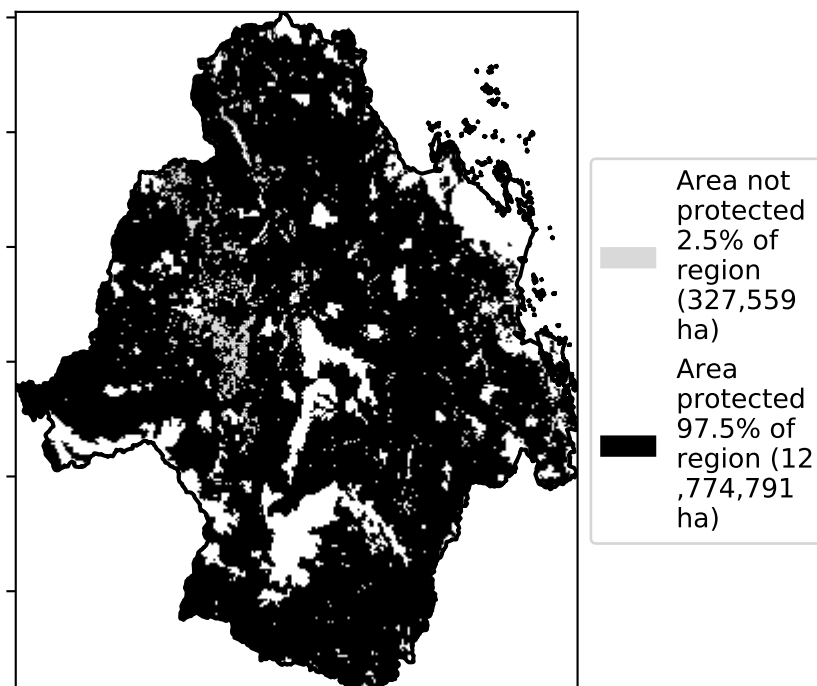 Area not
protected
2.5% of
region
(327,559
ha)
Area
protected
97.5% of
region (12
,774,791
ha)